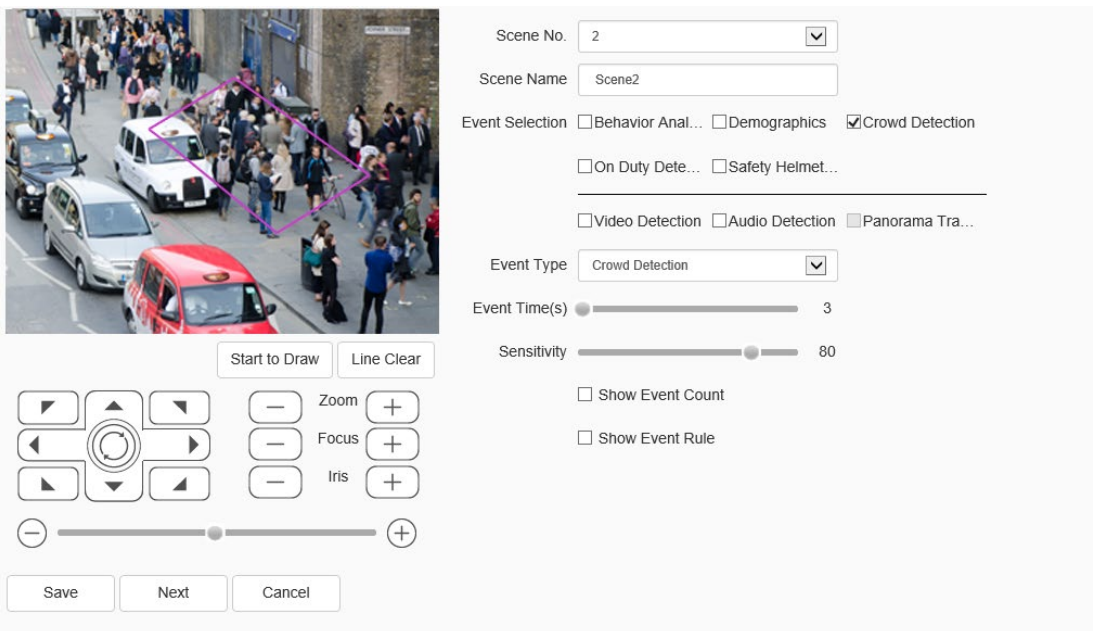 Scene No. 2
Scene Name Scene2
Event Selection Behavior Anal... Demographics Crowd Detection
On Duty Dete... Safety Helmet...
Video Detection Audio Detection Panorama Tra...
Event Type Crowd Detection
Event Time(s) 3
Sensitivity 80
Show Event Count
Show Event Rule
Start to Draw Line Clear
Zoom
Focus
Iris
Save Next Cancel